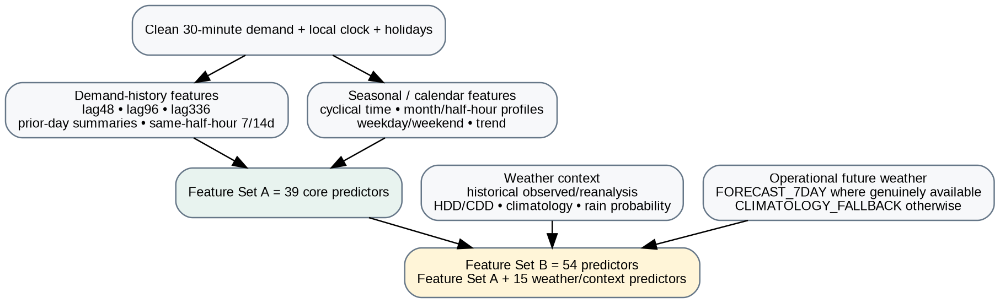 Clean 30-minute demand + local clock + holidays
Demand-history features
lag48 • lag96 • lag336
prior-day summaries • same-half-hour 7/14d
Seasonal / calendar features
cyclical time • month/half-hour profiles
weekday/weekend • trend
Feature Set A = 39 core predictors
Weather context
historical observed/reanalysis
HDD/CDD • climatology • rain probability
Operational future weather
FORECAST_7DAY where genuinely available
CLIMATOLOGY_FALLBACK otherwise
Feature Set B = 54 predictors
Feature Set A + 15 weather/context predictors